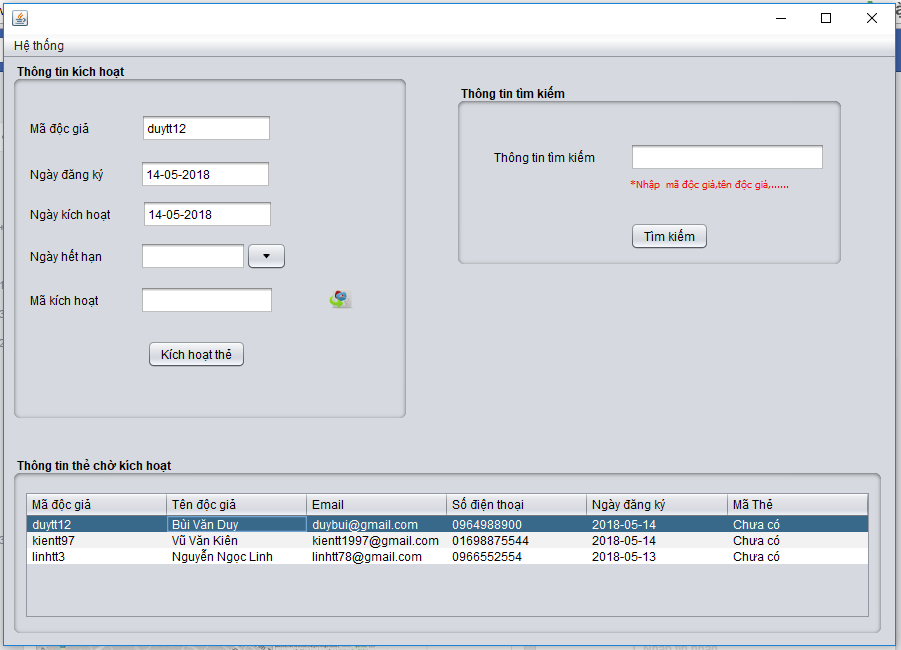 Hệ thống
Thông tin kích hoạt
Mã độc giả duytt12
Ngày đăng ký 14-05-2018
Ngày kích hoạt 14-05-2018
Ngày hết hạn
Mã kích hoạt
Kích hoạt thẻ
Thông tin tìm kiếm
Thông tin tìm kiếm
*Nhập mã độc giả,tên độc giả,......
Tìm kiếm
Thông tin thẻ chờ kích hoạt
Mã độc giả Tên độc giả Email Số điện thoại Ngày đăng ký Mã Thẻ
duytt12 Bùi Văn Duy duybui@gmail.com 0964988900 2018-05-14 Chưa có
kientt97 Vũ Văn Kiên kientt1997@gmail.com 01698875544 2018-05-14 Chưa có
linhtt3 Nguyễn Ngọc Linh linhtt78@gmail.com 0966552554 2018-05-13 Chưa có